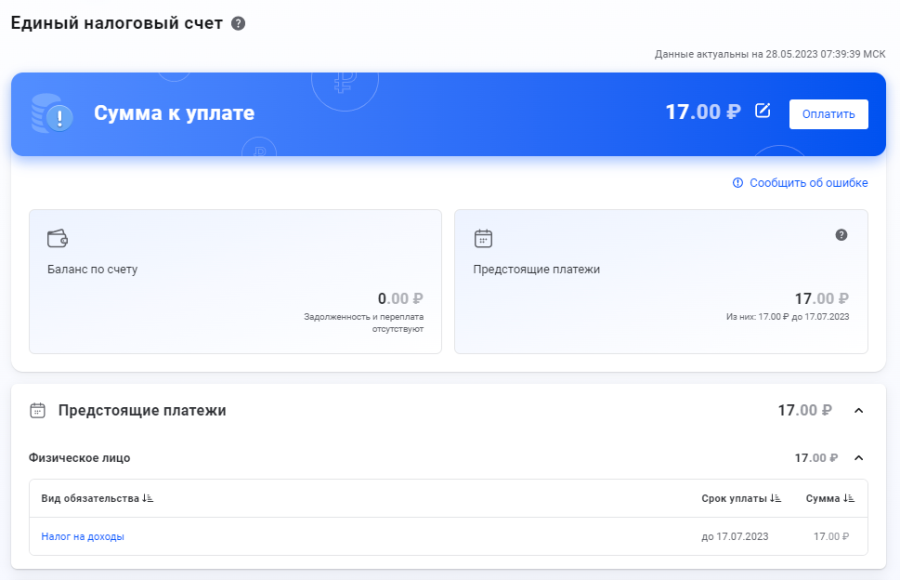 Единый налоговый счет ?
Данные актуальны на 28.05.2023 07:39:39 МСК
Сумма к уплате 17.00 ₽ Оплатить
Сообщить об ошибке
Баланс по счету
0.00 ₽
Задолженность и переплата
отсутствуют
?
Предстоящие платежи
17.00 ₽
Из них: 17.00 ₽ до 17.07.2023
Предстоящие платежи 17.00 ₽
Физическое лицо 17.00 ₽
Вид обязательства Срок уплаты Сумма
Налог на доходы до 17.07.2023 17.00 ₽